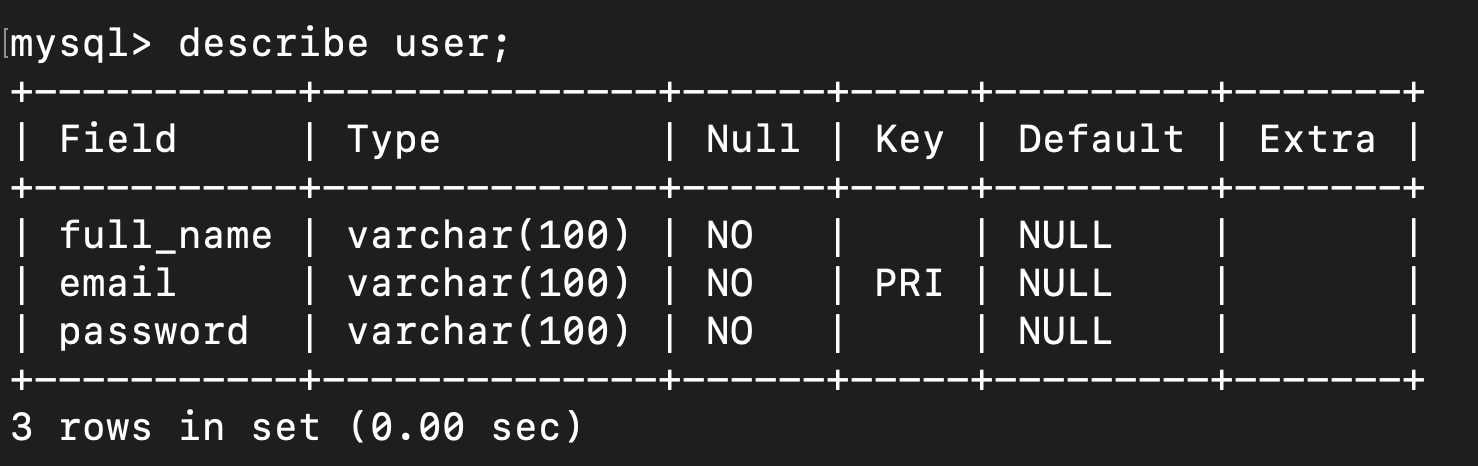 mysql> describe user;
+-----------+--------------+------+-----+---------+-------+
| Field     | Type         | Null | Key | Default | Extra |
+-----------+--------------+------+-----+---------+-------+
| full_name | varchar(100) | NO   |     | NULL    |       |
| email     | varchar(100) | NO   | PRI | NULL    |       |
| password  | varchar(100) | NO   |     | NULL    |       |
+-----------+--------------+------+-----+---------+-------+
3 rows in set (0.00 sec)